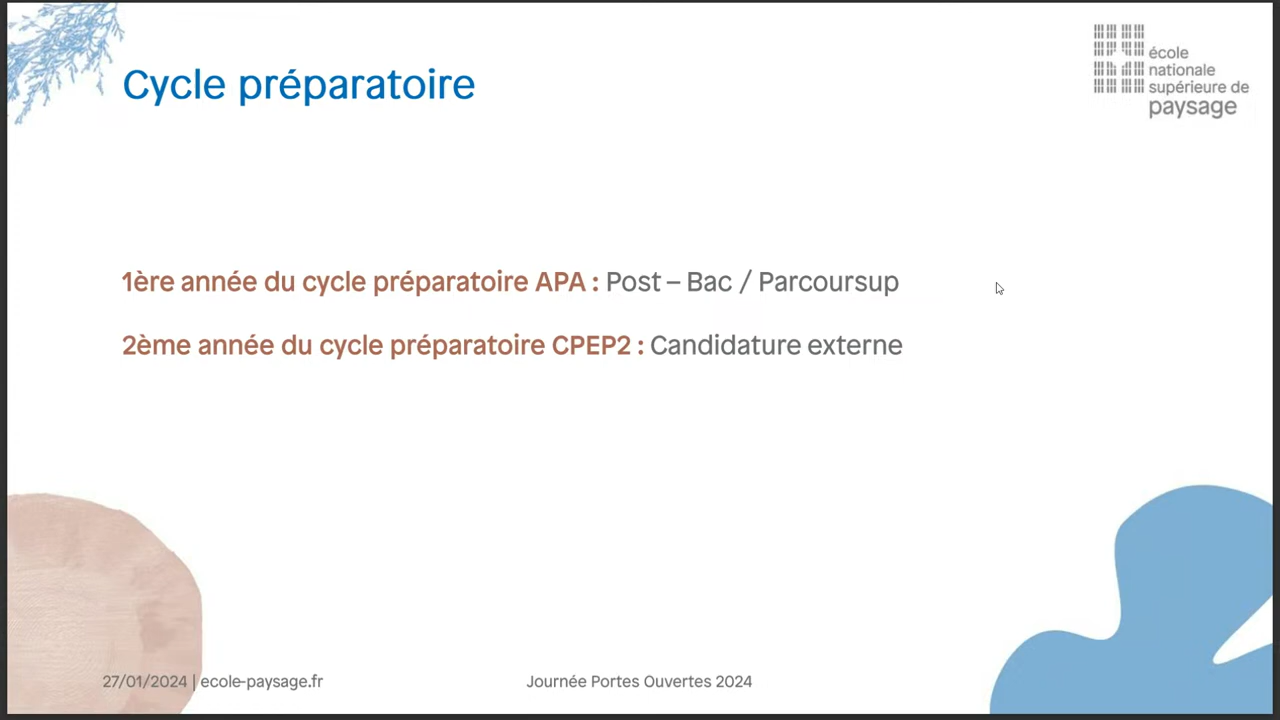 Cycle préparatoire
école
nationale
supérieure de
paysage
1ère année du cycle préparatoire APA : Post – Bac / Parcoursup
2ème année du cycle préparatoire CPEP2 : Candidature externe
27/01/2024 | ecole-paysage.fr
Journée Portes Ouvertes 2024